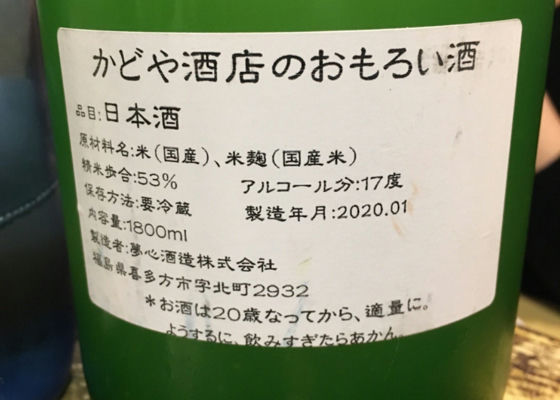 かどや酒店のおもろい酒
品目:日本酒
原材料名:米(国産)、米麹(国産米)
精米歩合:53% アルコール分:17度
保存方法:要冷蔵 製造年月:2020.01
内容量:1800ml
製造者:夢心酒造株式会社
福島県喜多方市字北町2932
*お酒は20歳なってから、適量に。
ようするに、飲みすぎたらあかん。